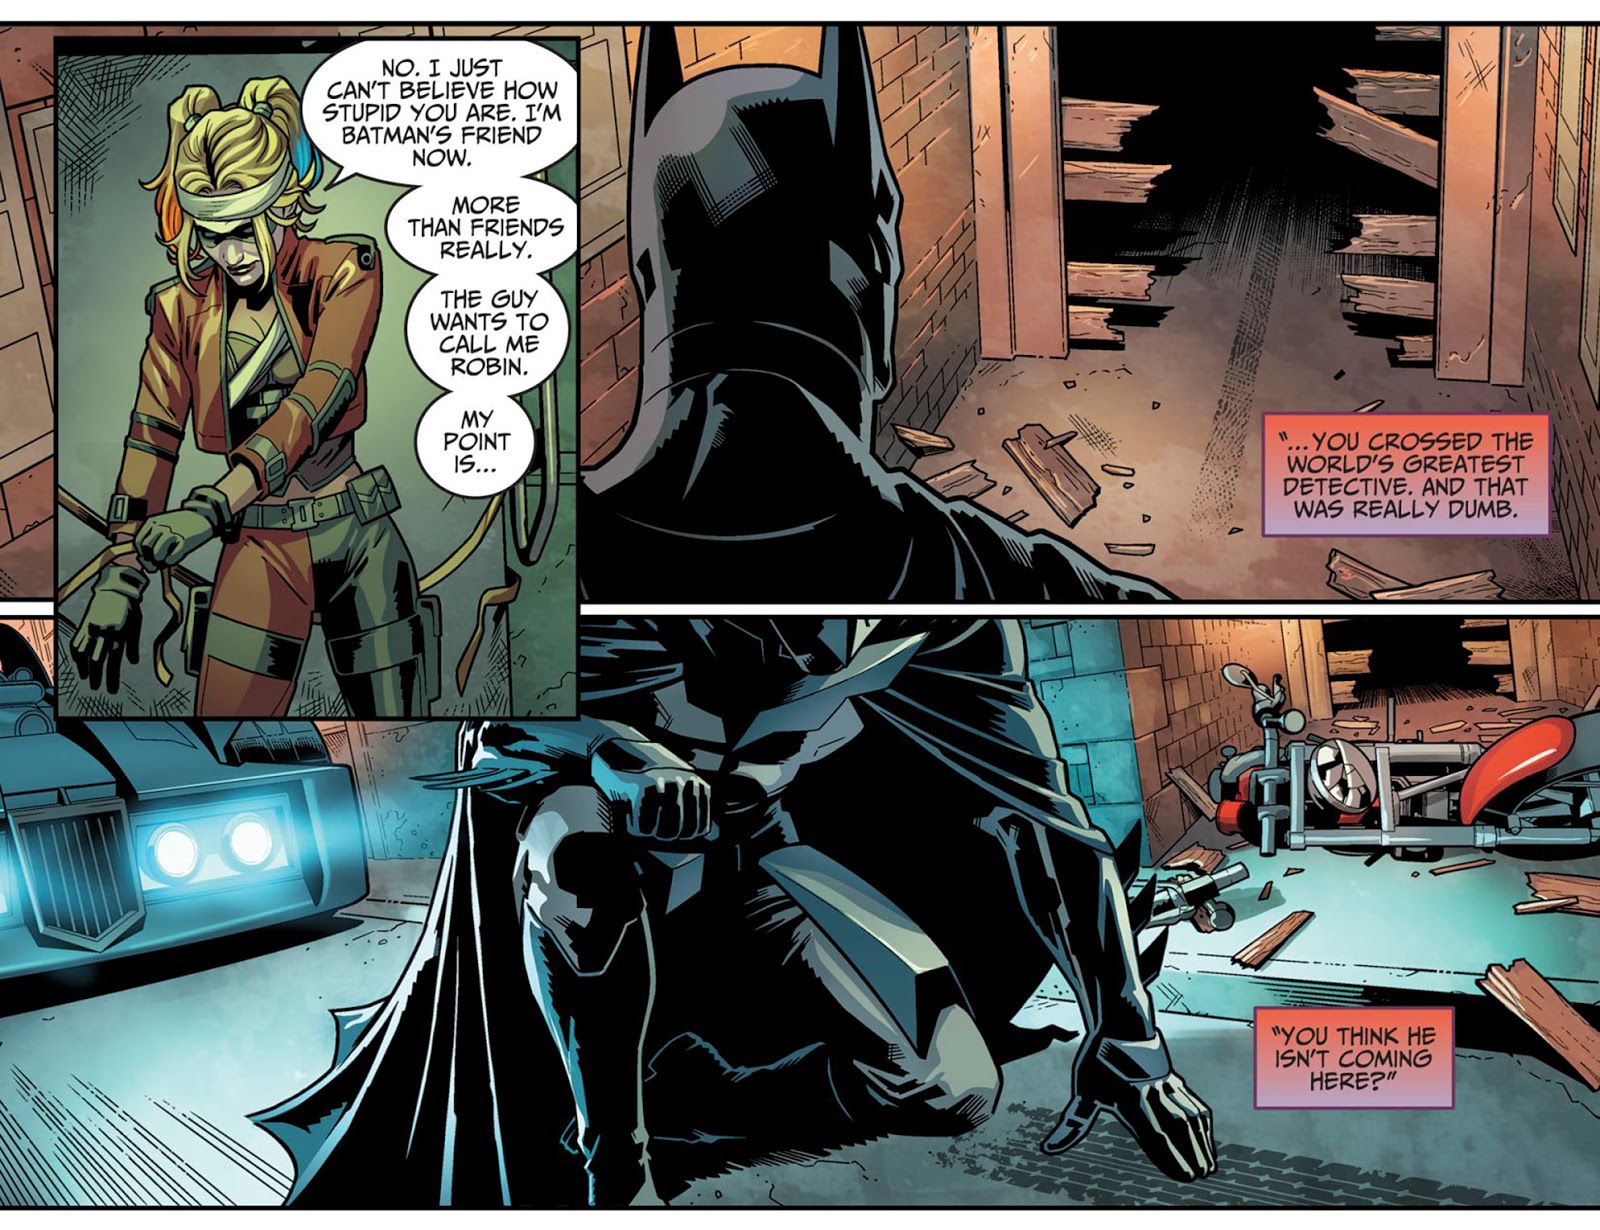 NO. I JUST
CAN'T BELIEVE HOW
STUPID YOU ARE. I'M
BATMAN'S FRIEND
NOW.
MORE
THAN FRIENDS
REALLY.
THE GUY
WANTS TO
CALL ME
ROBIN.
MY
POINT
IS...
"...YOU CROSSED THE
WORLD'S GREATEST
DETECTIVE. AND THAT
WAS REALLY DUMB.
"YOU THINK HE
ISN'T COMING
HERE?"